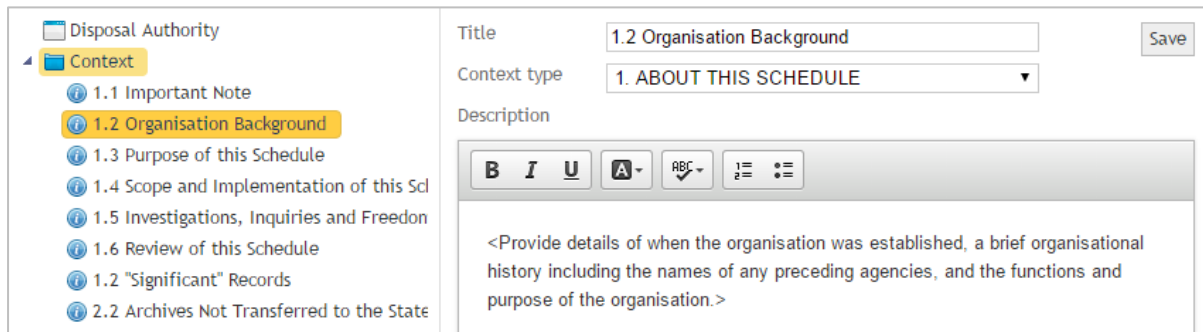 Disposal Authority
Context
1.1 Important Note
1.2 Organisation Background
1.3 Purpose of this Schedule
1.4 Scope and Implementation of this Scl
1.5 Investigations, Inquiries and Freedon
1.6 Review of this Schedule
1.2 "Significant" Records
2.2 Archives Not Transferred to the State
Title
1.2 Organisation Background
Save
Context type
1. ABOUT THIS SCHEDULE
Description
B I U A ABC
<Provide details of when the organisation was established, a brief organisational
history including the names of any preceding agencies, and the functions and
purpose of the organisation.>